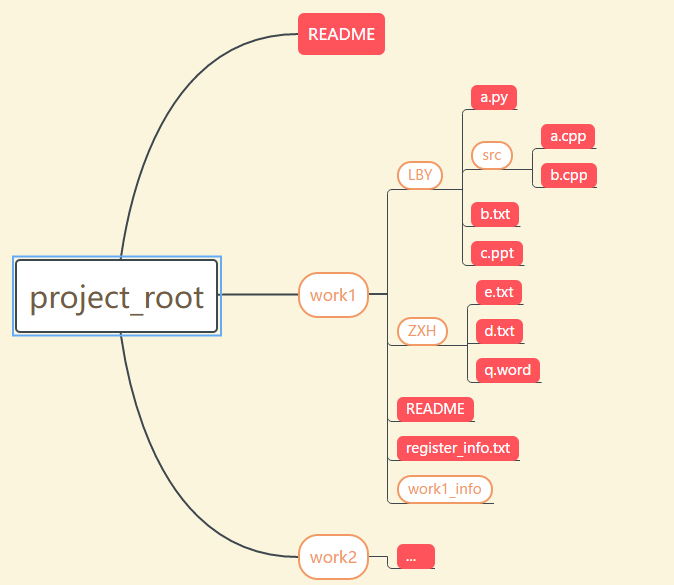 README
a.py
a.cpp
src
LBY
b.cpp
b.txt
c.ppt
project_root
work1
e.txt
ZXH
d.txt
q.word
README
register_info.txt
work1_info
work2
...